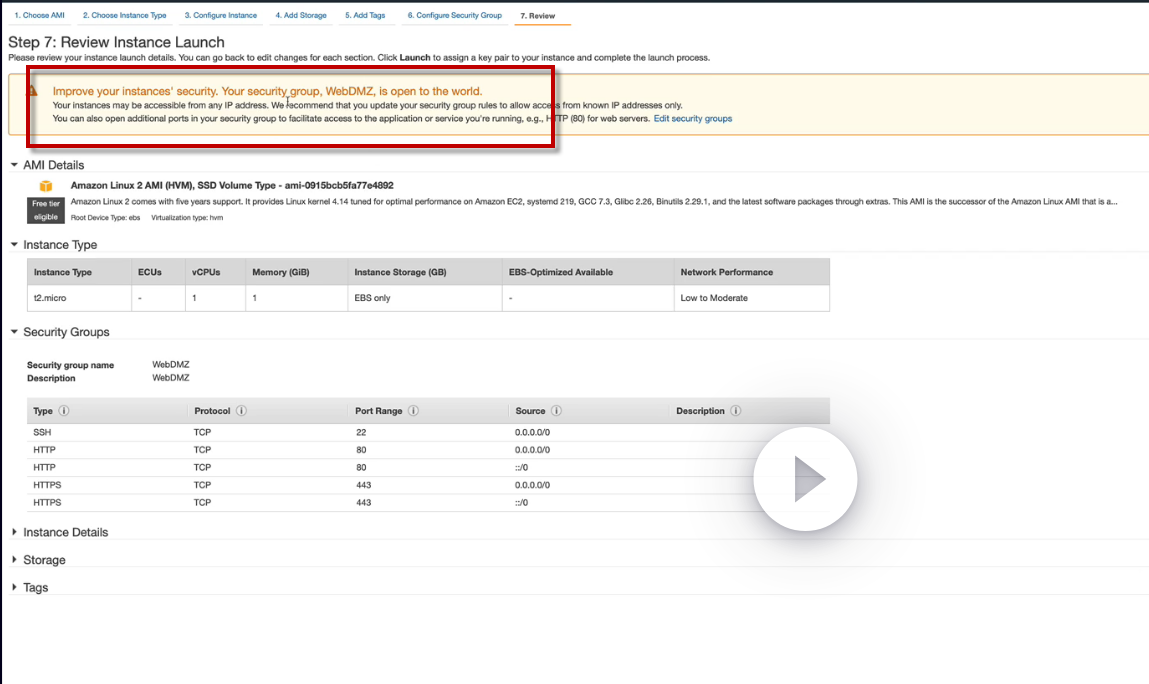 1. Choose AMI 2. Choose Instance Type 3. Configure Instance 4. Add Storage 5. Add Tags 6. Configure Security Group 7. Review
Step 7: Review Instance Launch
Please review your instance launch details. You can go back to edit changes for each section. Click Launch to assign a key pair to your instance and complete the launch process.
Improve your instances' security. Your security group, WebDMZ, is open to the world.
Your instances may be accessible from any IP address. We recommend that you update your security group rules to allow access from known IP addresses only.
You can also open additional ports in your security group to facilitate access to the application or service you're running, e.g., HTTP (80) for web servers. Edit security groups
AMI Details
Amazon Linux 2 AMI (HVM), SSD Volume Type - ami-0915bcb5fa77e4892
Free tier eligible
Amazon Linux 2 comes with five years support. It provides Linux kernel 4.14 tuned for optimal performance on Amazon EC2, systemd 219, GCC 7.3, Glibc 2.26, Binutils 2.29.1, and the latest software packages through extras. This AMI is the successor of the Amazon Linux AMI that is a...
Root Device Type: ebs Virtualization type: hvm
Instance Type
Instance Type ECUs vCPUs Memory (GiB) Instance Storage (GB) EBS-Optimized Available Network Performance
t2.micro - 1 1 EBS only - Low to Moderate
Security Groups
Security group name WebDMZ
Description WebDMZ
Type Protocol Port Range Source Description
SSH TCP 22 0.0.0.0/0
HTTP TCP 80 0.0.0.0/0
HTTP TCP 80 ::/0
HTTPS TCP 443 0.0.0.0/0
HTTPS TCP 443 ::/0
Instance Details
Storage
Tags